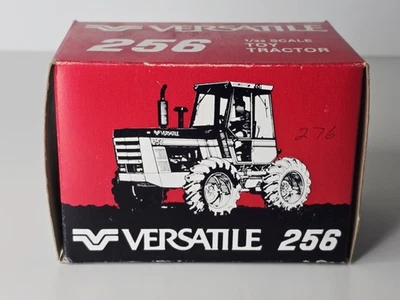 VERSATILE
256
1/32 SCALE
TOY
TRACTOR
VERSATILE
276
VERSATILE 256